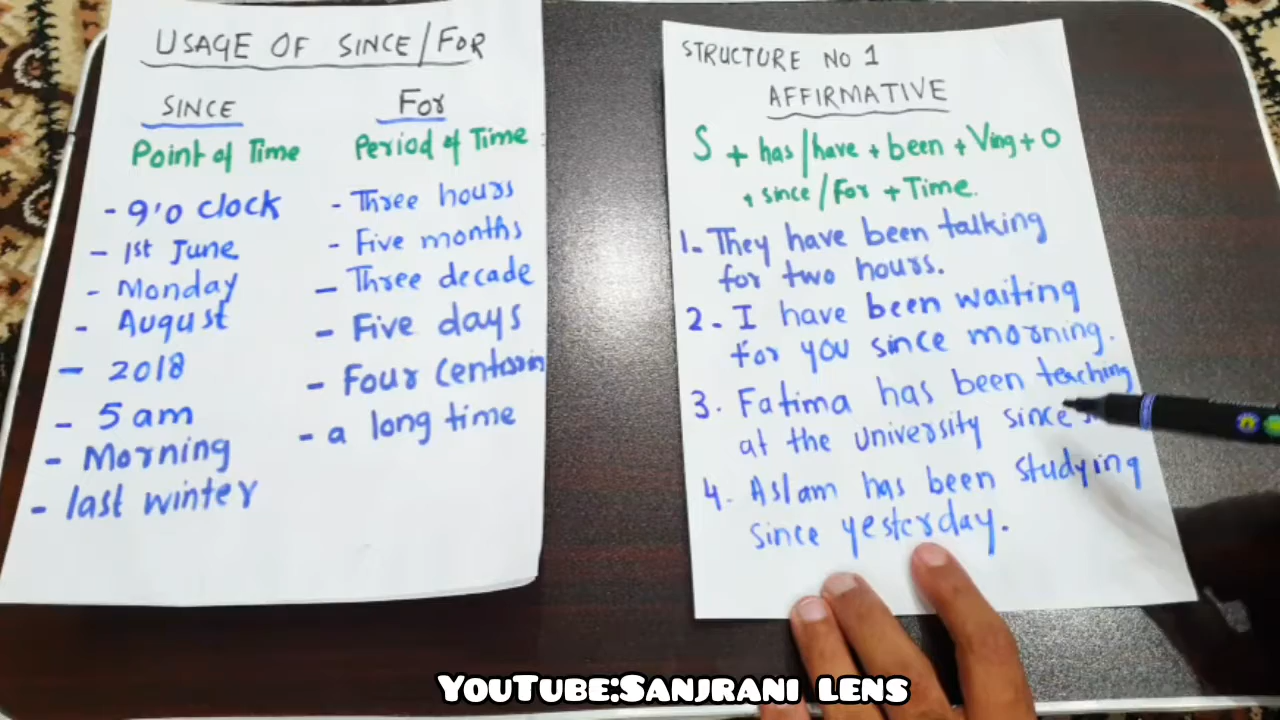 USAGE OF SINCE/FOR
SINCE
Point of Time
- 9'o clock
- 1st June
- Monday
- August
- 2018
- 5 am
- Morning
- last winter
For
Period of Time
- Three hours
- Five months
- Three decade
- Five days
- Four
- a long time
STRUCTURE NO 1
AFFIRMATIVE
S + has/have + been + Ving + O
+ since/For + Time.
1. They have been talking
for two hours.
2. I have been waiting
for you since morning.
3. Fatima has been teaching
at the university since
4. Aslam has been studying
since yesterday.
YouTube:Sanjrani lens